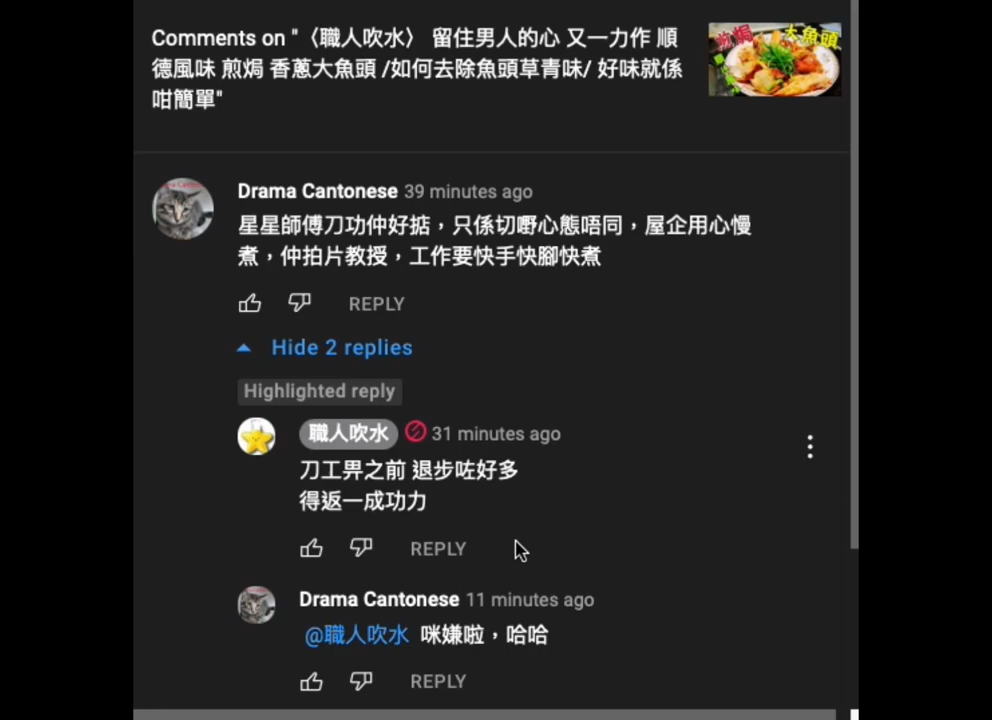 Comments on "〈職人吹水〉 留住男人的心 又一力作 順
德風味 煎焗 香蔥大魚頭 /如何去除魚頭草青味/ 好味就係
咁簡單"
煎焗
大魚頭
Drama Cantonese 39 minutes ago
星星師傅刀功仲好掂，只係切嘢心態唔同，屋企用心慢
煮，仲拍片教授，工作要快手快腳快煮
REPLY
Hide 2 replies
Highlighted reply
職人吹水 31 minutes ago
刀工畀之前 退步咗好多
得返一成功力
REPLY
Drama Cantonese 11 minutes ago
@職人吹水 咪嫌啦，哈哈
REPLY